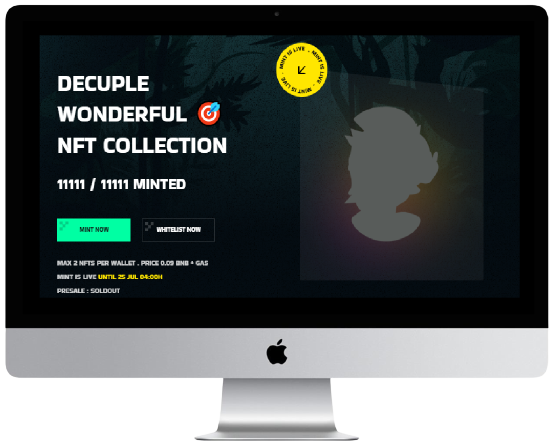 MINT IS LIVE · MINT IS LIVE · MINT IS LIVE ·
DECUPLE
WONDERFUL 🎯
NFT COLLECTION
11111 / 11111 MINTED
MINT NOW
WHITELIST NOW
MAX 2 NFTS PER WALLET . PRICE 0.09 BNB + GAS
MINT IS LIVE UNTIL 25 JUL 04:00H
PRESALE : SOLDOUT